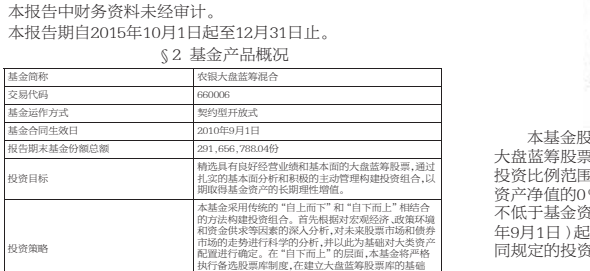 本报告中财务资料未经审计。
本报告期自2015年10月1日起至12月31日止。
§2 基金产品概况
基金简称 农银大盘蓝筹混合
交易代码 660006
基金运作方式 契约型开放式
基金合同生效日 2010年9月1日
报告期末基金份额总额 291,656,788.04份
投资目标 精选具有良好经营业绩和基本面的大盘蓝筹股票,通过
扎实的基本面分析和积极的主动管理构建投资组合,以
期取得基金资产的长期理性增值。
投资策略 本基金采用传统的“自上而下”和“自下而上”相结合
的方法构建投资组合。首先根据对宏观经济、政策环境
和资金供求等因素的深入分析,对未来股票市场和债券
市场的走势进行科学的分析,并以此为基础对大类资产
配置进行确定。在“自下而上”的层面,本基金将严格
执行备选股票库制度,在建立大盘蓝筹股票库的基础
本基金股
大盘蓝筹股票
投资比例范围
资产净值的0%
不低于基金资
年9月1日)起
同规定的投资